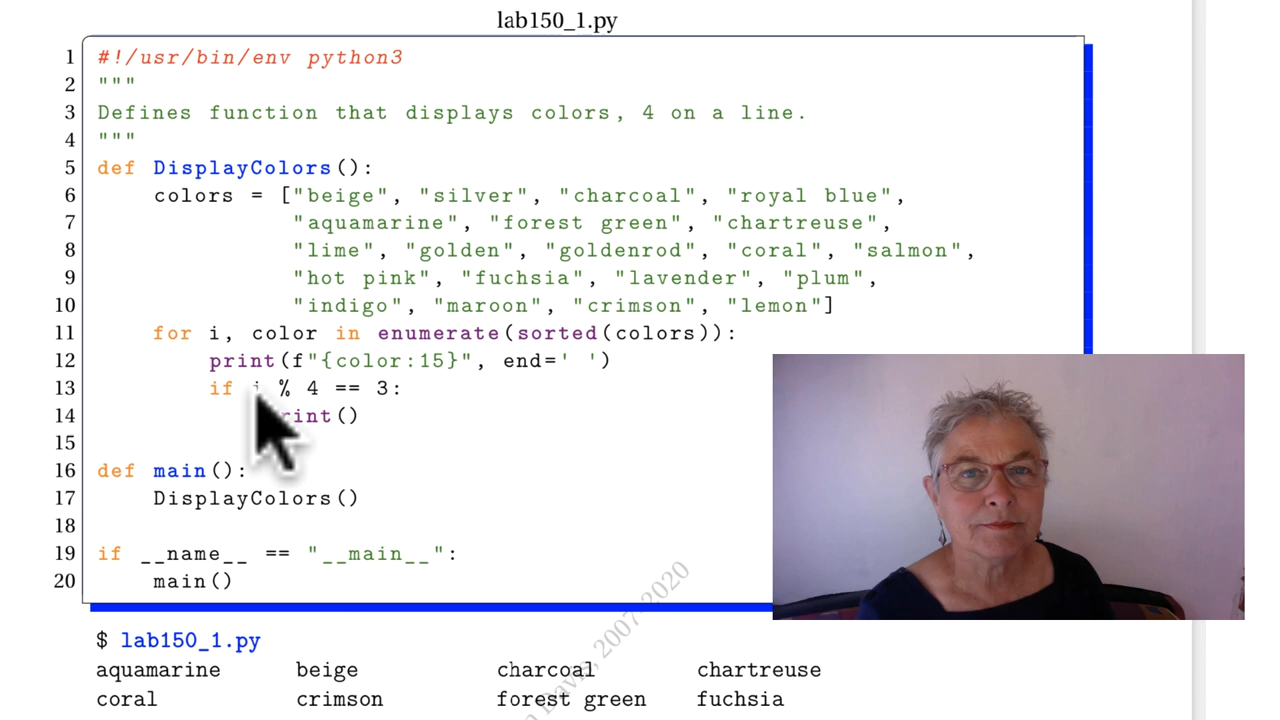 lab150_1.py
1 #!/usr/bin/env python3
2 """
3 Defines function that displays colors, 4 on a line.
4 """
5 def DisplayColors():
6 colors = ["beige", "silver", "charcoal", "royal blue",
7 "aquamarine", "forest green", "chartreuse",
8 "lime", "golden", "goldenrod", "coral", "salmon",
9 "hot pink", "fuchsia", "lavender", "plum",
10 "indigo", "maroon", "crimson", "lemon"]
11 for i, color in enumerate(sorted(colors)):
12 print(f"{color:15}", end=' ')
13 if i % 4 == 3:
14 rint()
15
16 def main():
17 DisplayColors()
18
19 if __name__ == "__main__":
20 main()
$ lab150_1.py
aquamarine beige charcoal chartreuse
coral crimson forest green fuchsia
2007-2020